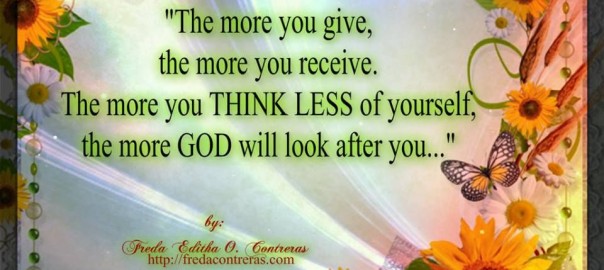 "The more you give,
the more you receive.
The more you THINK LESS of yourself,
the more GOD will look after you..."
by:
Freda Editha O. Contreras
http://fredacontreras.com